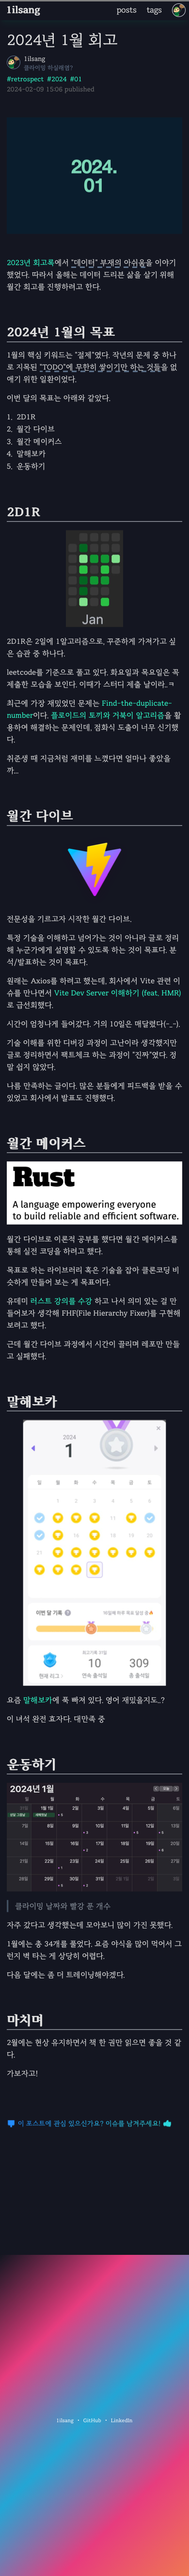 1ilsang
posts tags
2024년 1월 회고
1ilsang
클라이밍 하실래염?
#retrospect #2024 #01
2024-02-09 15:06 published
2024.
01
2023년 회고록에서 "데이터" 부재의 아쉬움을 이야기
했었다. 따라서 올해는 데이터 드리븐 삶을 살기 위해
월간 회고를 진행하려고 한다.
2024년 1월의 목표
1월의 핵심 키워드는 "절제"였다. 작년의 문제 중 하나
로 지목된 "TODO"에 무한히 쌓이기만 하는 것들을 없
애기 위한 일환이었다.
이번 달의 목표는 아래와 같았다.
1. 2D1R
2. 월간 다이브
3. 월간 메이커스
4. 말해보카
5. 운동하기
2D1R
Jan
2D1R은 2일에 1알고리즘으로, 꾸준하게 가져가고 싶
은 습관 중 하나다.
leetcode를 기준으로 풀고 있다. 화요일과 목요일은 꼭
제출한 모습을 보인다. 이때가 스터디 제출 날이라..ㅋ
최근에 가장 재밌었던 문제는 Find-the-duplicate-
number이다. 플로이드의 토끼와 거북이 알고리즘을 활
용하여 해결하는 문제인데, 점화식 도출이 너무 신기했
다.
취준생 때 지금처럼 재미를 느꼈다면 얼마나 좋았을
까...
월간 다이브
전문성을 기르고자 시작한 월간 다이브.
특정 기술을 이해하고 넘어가는 것이 아니라 글로 정리
해 누군가에게 설명할 수 있도록 하는 것이 목표다. 분
석/발표하는 것이 목표다.
원래는 Axios를 하려고 했는데, 회사에서 Vite 관련 이
슈를 만나면서 Vite Dev Server 이해하기 (feat. HMR)
로 급선회했다.
시간이 엄청나게 들어갔다. 거의 10일은 매달렸다(-_-).
기술 이해를 위한 디버깅 과정이 고난이라 생각했지만
글로 정리하면서 팩트체크 하는 과정이 "진짜"였다. 정
말 쉽지 않았다.
나름 만족하는 글이다. 많은 분들에게 피드백을 받을 수
있었고 회사에서 발표도 진행했다.
월간 메이커스
Rust
A language empowering everyone
to build reliable and efficient software.
월간 다이브로 이론적 공부를 했다면 월간 메이커스를
통해 실전 코딩을 하려고 했다.
목표로 하는 라이브러리 혹은 기술을 잡아 클론코딩 비
슷하게 만들어 보는 게 목표이다.
유데미 러스트 강의를 수강 하고 나서 의미 있는 걸 만
들어보자 생각해 FHF(File Hierarchy Fixer)를 구현해
보려고 했다.
근데 월간 다이브 과정에서 시간이 끌리며 레포만 만들
고 실패했다.
말해보카
2024
1
일 월 화 수 목 금 토
이번 달 기록
현재 리그
10
연속 출석일
309
총 출석일
요즘 말해보카에 푹 빠져 있다. 영어 재밌을지도..?
이 녀석 완전 효자다. 대만족 중
운동하기
2024년 1월
클라이밍 날짜와 빨강 푼 개수
자주 갔다고 생각했는데 모아보니 많이 가진 못했다.
1월에는 총 34개를 풀었다. 요즘 야식을 많이 먹어서 그
런지 벽 타는 게 상당히 어렵다.
다음 달에는 좀 더 트레이닝해야겠다.
마치며
2월에는 현상 유지하면서 책 한 권만 읽으면 좋을 것 같
다.
가보자고!
이 포스트에 관심 있으신가요? 이슈를 남겨주세요!
1ilsang • GitHub • LinkedIn